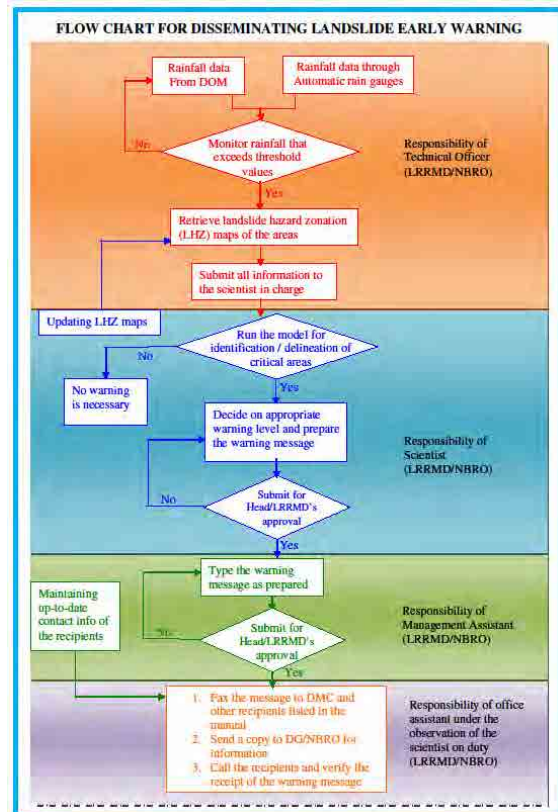 FLOW CHART FOR DISSEMINATING LANDSLIDE EARLY WARNING
Rainfall data
From DOM
Rainfall data through
Automatic rain gauges
No
Monitor rainfall that
exceeds threshold
values
Responsibility of
Technical Officer
(LRRMD/NBRO)
Yes
Retrieve landslide hazard zonation
(LHZ) maps of the areas
Submit all information to
the scientist in charge
Updating LHZ maps
Run the model for
identification / delineation of
critical areas
No
Yes
No warning
is necessary
Decide on appropriate
warning level and prepare
the warning message
Responsibility of
Scientist
(LRRMD/NBRO)
No
Submit for
Head/LRRMD's
approval
Yes
Type the warning
message as prepared
Maintaining
up-to-date
contact info of
the recipients
No
Submit for
Head/LRRMD's
approval
Responsibility of
Management Assistant
(LRRMD/NBRO)
Yes
1. Fax the message to DMC and
other recipients listed in the
manual
2. Send a copy to DG/NBRO for
information
3. Call the recipients and verify the
receipt of the warning message
Responsibility of office
assistant under the
observation of the
scientist on duty
(LRRMD/NBRO)